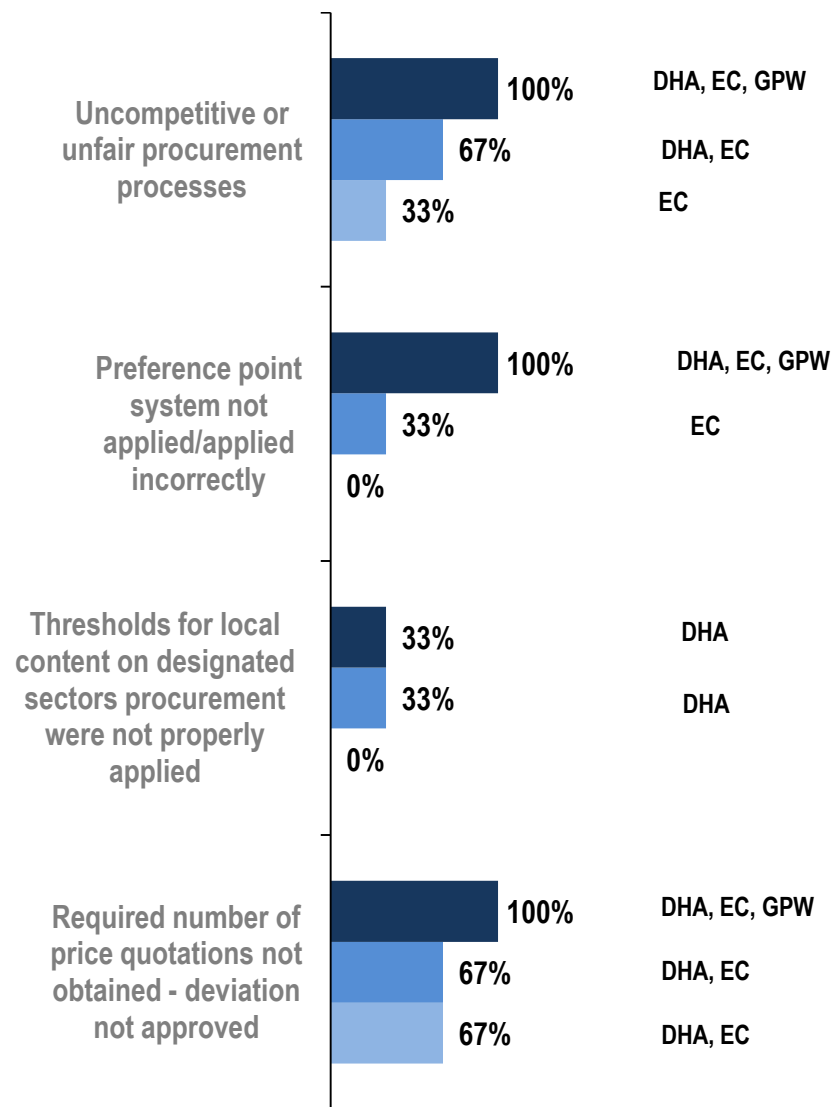 Uncompetitive or
unfair procurement
processes
100% DHA, EC, GPW
67% DHA, EC
33% EC
Preference point
system not
applied/applied
incorrectly
100% DHA, EC, GPW
33% EC
0%
Thresholds for local
content on designated
sectors procurement
were not properly
applied
33% DHA
33% DHA
0%
Required number of
price quotations not
obtained - deviation
not approved
100% DHA, EC, GPW
67% DHA, EC
67% DHA, EC